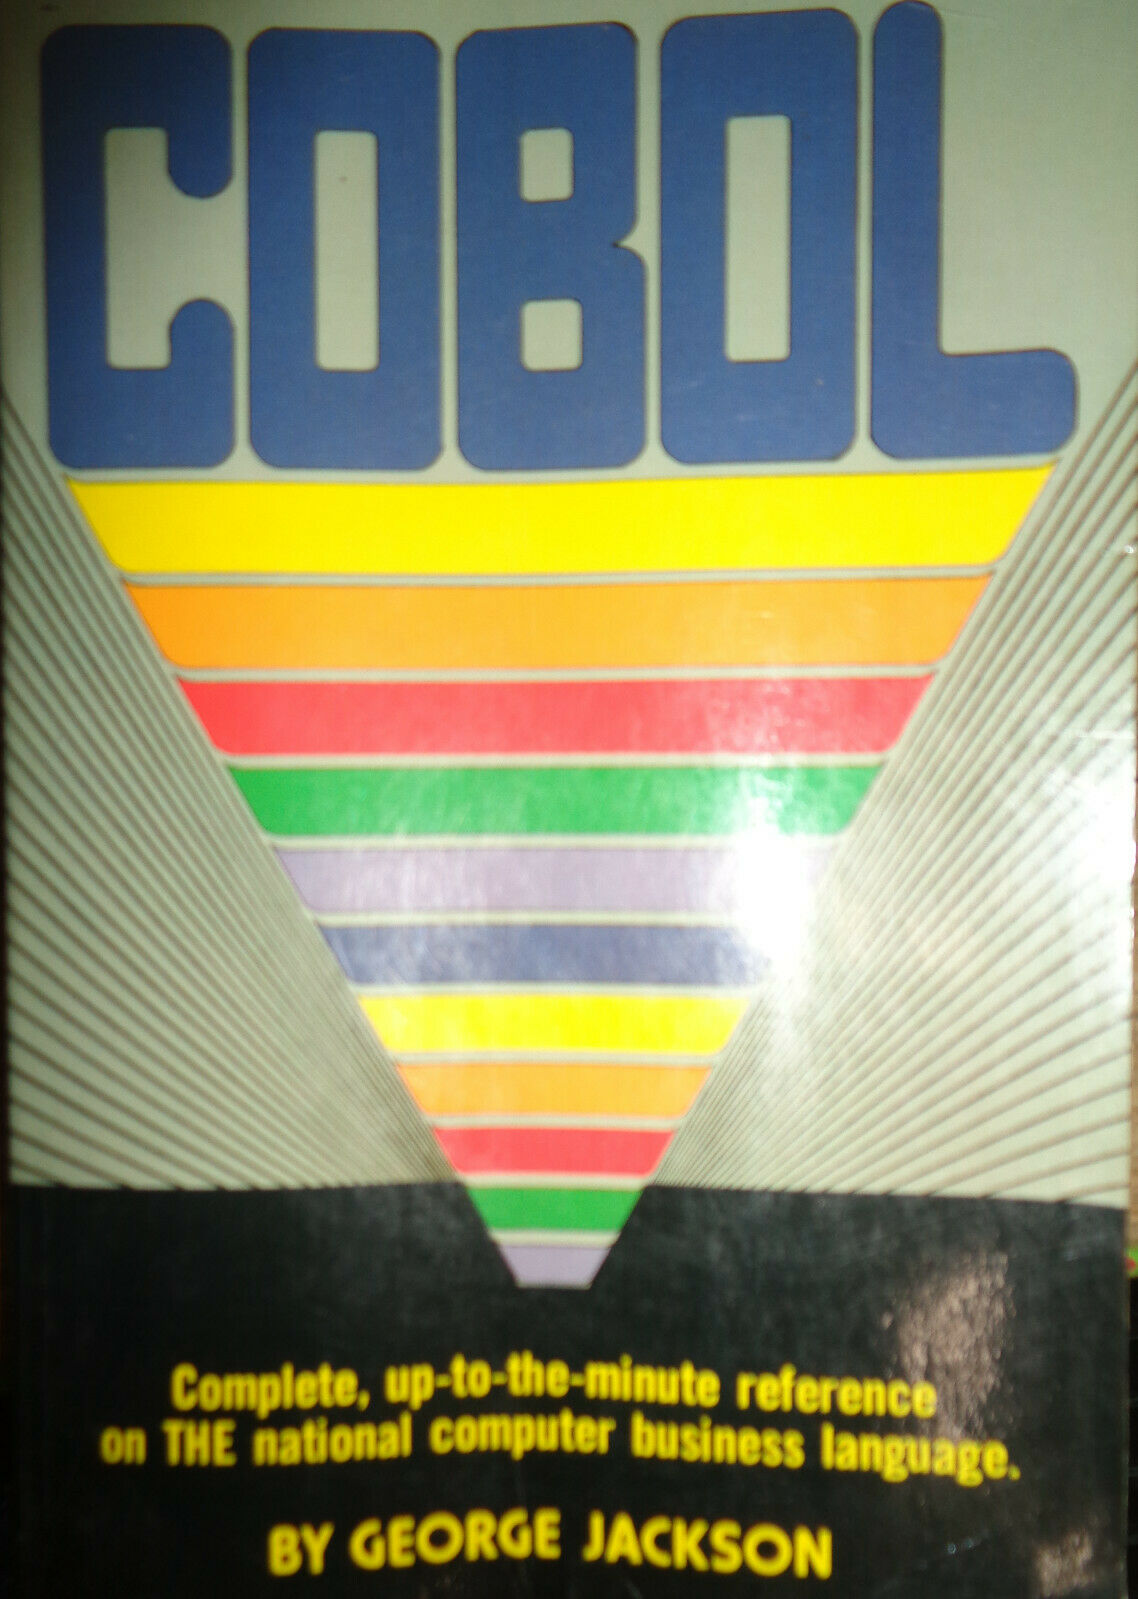 COBOL
Complete, up-to-the-minute reference
on THE national computer business language.
BY GEORGE JACKSON